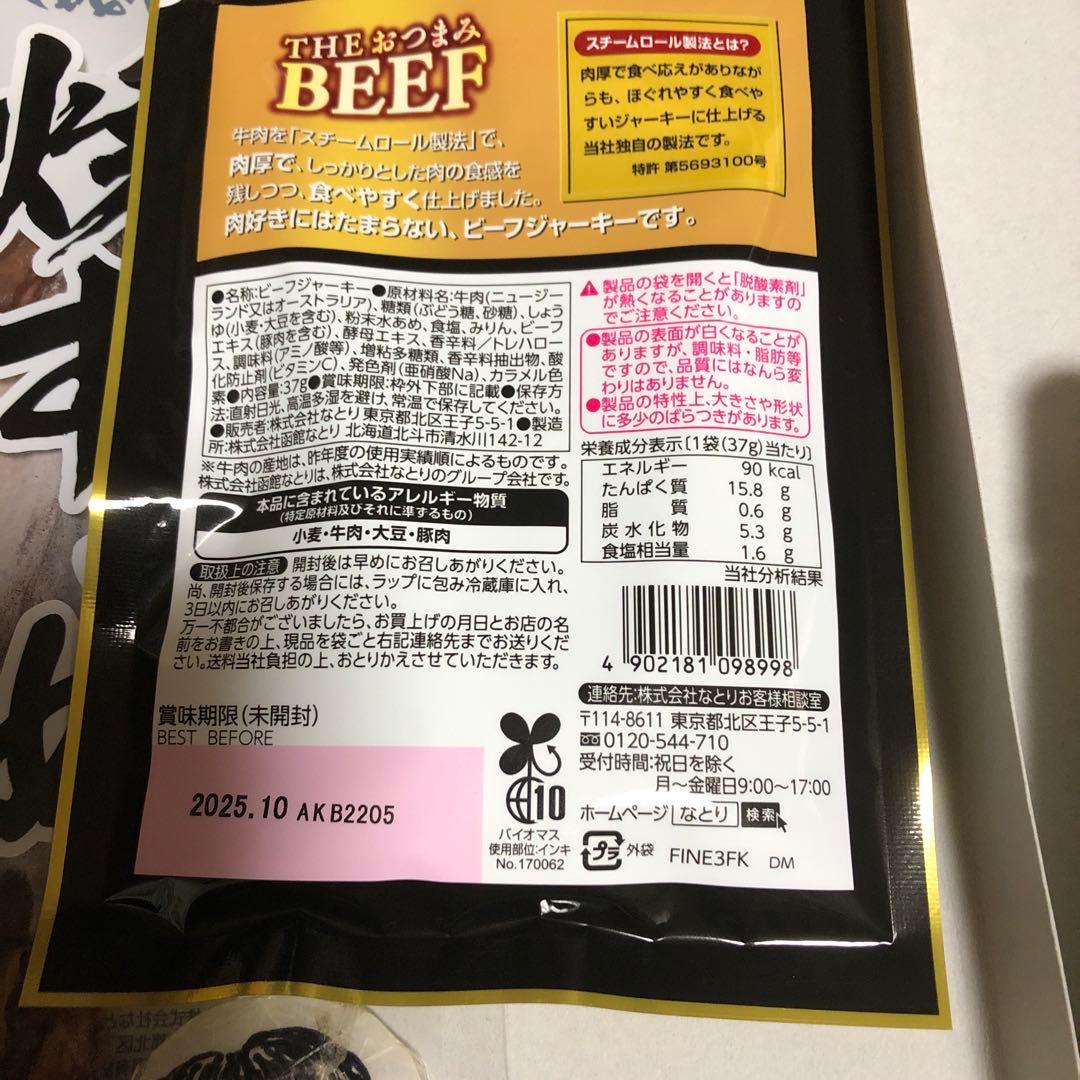 THE おつまみ
BEEF
牛肉を「スチームロール製法」で、
肉厚で、しっかりとした肉の食感を
残しつつ、食べやすく仕上げました。
肉好きにはたまらない、ビーフジャーキーです。
スチームロール製法とは?
肉厚で食べ応えがありなが
らも、ほぐれやすく食べや
すいジャーキーに仕上げる
当社独自の製法です。
特許 第5693100号
●名称:ビーフジャーキー●原材料名:牛肉(ニュージー
ランド又はオーストラリア)、糖類(ぶどう糖、砂糖)、しょう
ゆ(小麦・大豆を含む)、粉末水あめ、食塩、みりん、ビーフ
エキス(豚肉を含む)、酵母エキス、香辛料/トレハロー
ス、調味料(アミノ酸等)、増粘多糖類、香辛料抽出物、酸
化防止剤(ビタミンC)、発色剤(亜硝酸Na)、カラメル色
素●内容量:37g●賞味期限:枠外下部に記載●保存方
法:直射日光、高温多湿を避け、常温で保存してください。
●販売者:株式会社なとり 東京都北区王子5-5-1●製造
所:株式会社函館なとり 北海道北斗市清水川142-12
※牛肉の産地は、昨年度の使用実績順によるものです。
株式会社函館なとりは、株式会社なとりのグループ会社です。
本品に含まれているアレルギー物質
(特定原材料及びそれに準ずるもの)
小麦・牛肉・大豆・豚肉
取扱上の注意 開封後は早めにお召しあがりください。
尚、開封後保存する場合には、ラップに包み冷蔵庫に入れ、
3日以内にお召しあがりください。
万一不都合がございましたら、お買上げの月日とお店の名
前をお書きの上、現品を袋ごと右記連絡先までお送りくだ
さい。送料当社負担の上、おとりかえさせていただきます。
賞味期限(未開封)
BEST BEFORE
2025.10 AKB2205
製品の袋を開くと「脱酸素剤」
が熱くなることがありますの
でご注意ください。
●製品の表面が白くなることが
ありますが、調味料・脂肪等
ですので、品質にはなんら変
わりはありません。
●製品の特性上、大きさや形状
に多少のばらつきがあります。
栄養成分表示〔1袋(37g)当たり〕
エネルギー 90 kcal
たんぱく質 15.8 g
脂質 0.6 g
炭水化物 5.3 g
食塩相当量 1.6 g
当社分析結果
4 902181 098998
連絡先:株式会社なとりお客様相談室
〒114-8611 東京都北区王子5-5-1
0120-544-710
受付時間:祝日を除く
月〜金曜日9:00〜17:00
ホームページ なとり 検索
10
バイオマス
使用部位:インキ
No.170062
プラ 外袋 FINE3FK DM